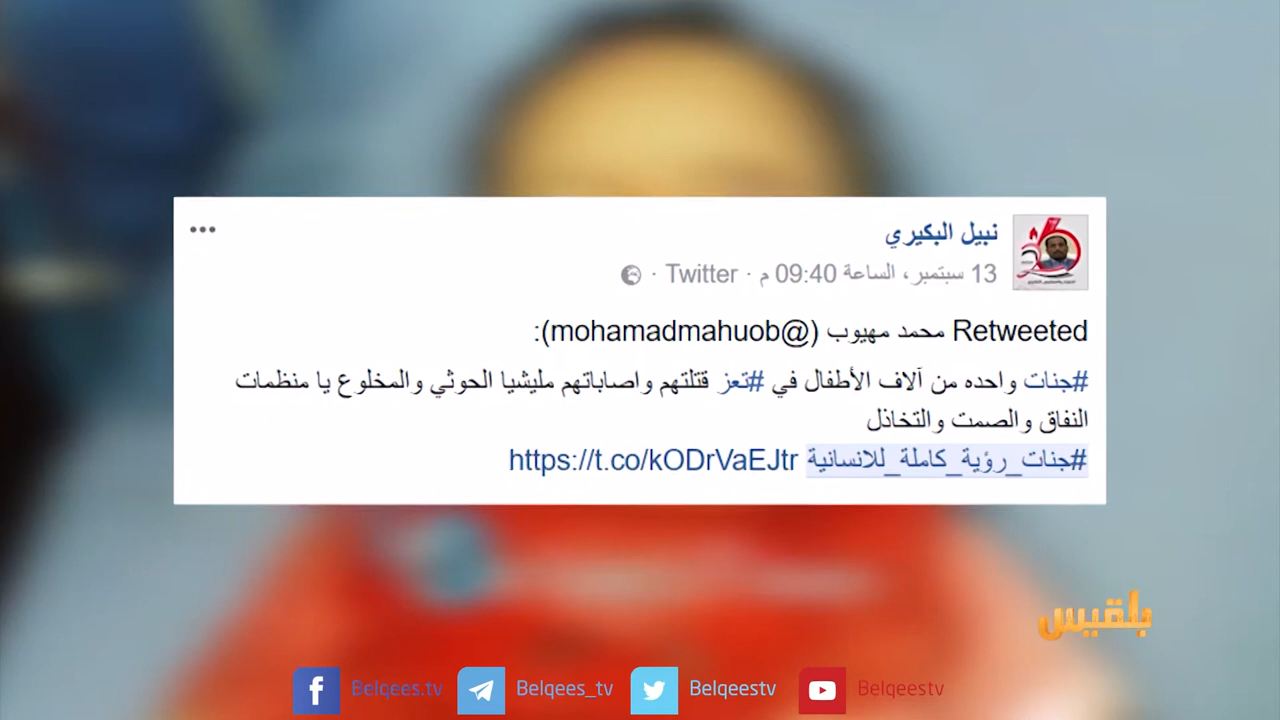 نبيل البكيري
13 سبتمبر، الساعة 09:40 م · Twitter ·
Retweeted محمد مهيوب (@mohamadmahuob):
#جنات واحده من آلاف الأطفال في #تعز قتلتهم واصاباتهم مليشيا الحوثي والمخلوع يا منظمات
النفاق والصمت والتخاذل
#جنات_رؤية_كاملة_للانسانية https://t.co/kODrVaEJtr
بلقيس
Belqees.tv Belqees_tv Belqeestv Belqeestv